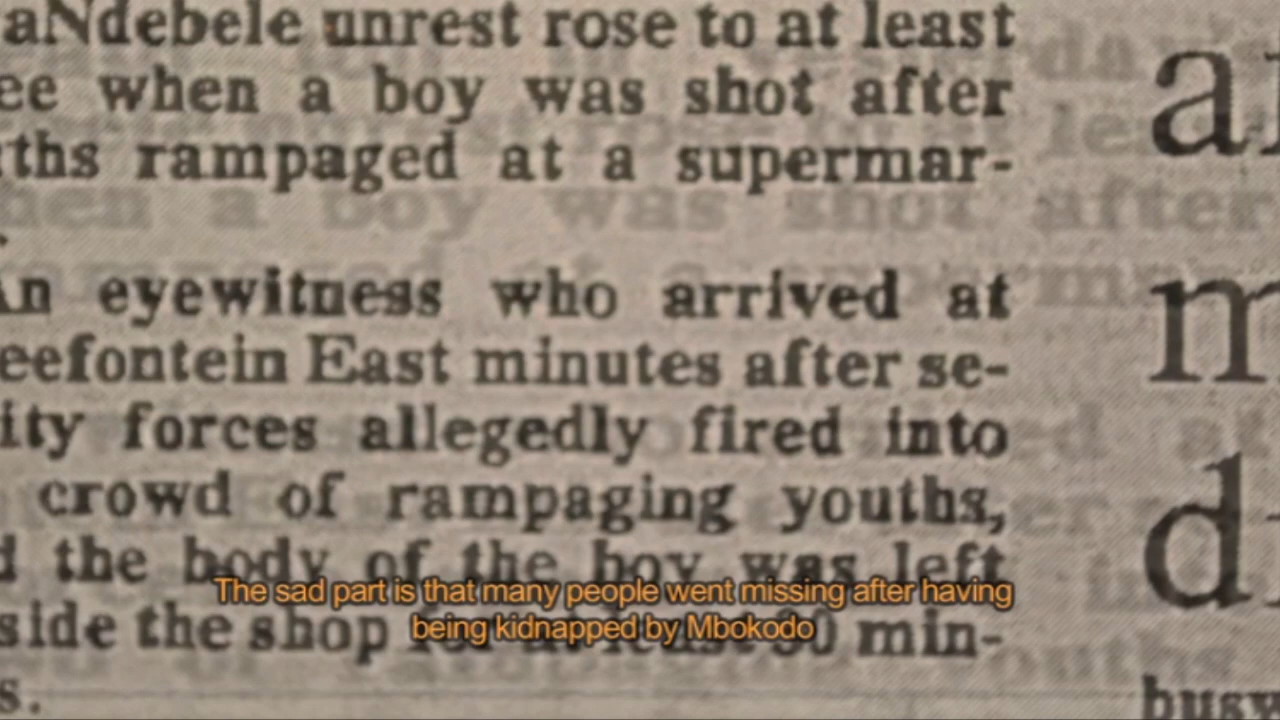 aNdebele unrest rose to at least
ee when a boy was shot after
ths rampaged at a supermar-
.
n eyewitness who arrived at
eefontein East minutes after se-
ity forces allegedly fired into
crowd of rampaging youths,
d the body of the boy was left
side the shop for at least 30 min-
s.
The sad part is that many people went missing after having
being kidnapped by Mbokodo
a
m
d
busy